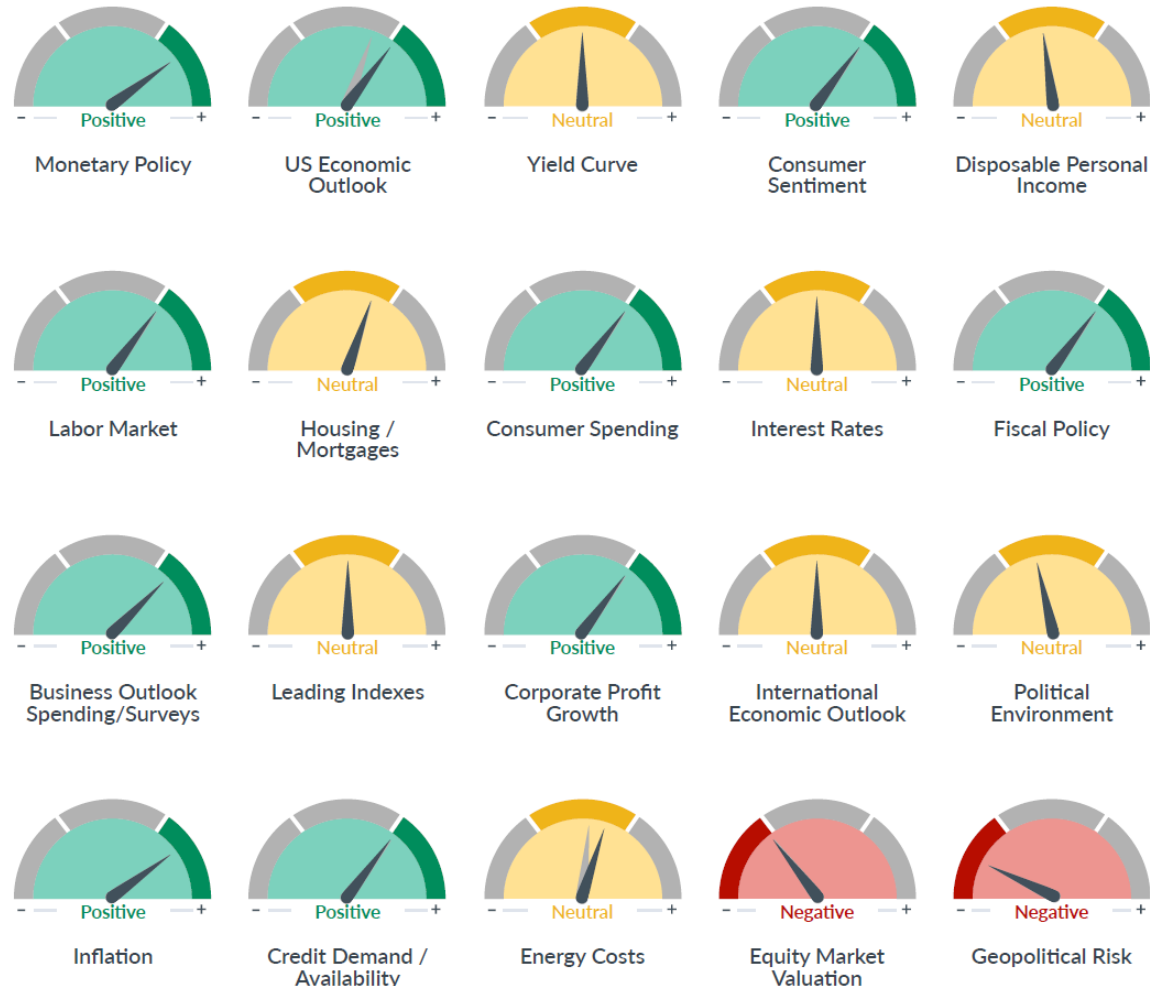 - Positive +
- Positive +
- Neutral +
- Positive +
- Neutral +
Monetary Policy
US Economic
Outlook
Yield Curve
Consumer
Sentiment
Disposable Personal
Income
- Positive +
- Neutral +
- Positive +
- Neutral +
- Positive +
Labor Market
Housing /
Mortgages
Consumer Spending
Interest Rates
Fiscal Policy
- Positive +
- Neutral +
- Positive +
- Neutral +
- Neutral +
Business Outlook
Spending/Surveys
Leading Indexes
Corporate Profit
Growth
International
Economic Outlook
Political
Environment
- Positive +
- Positive +
- Neutral +
- Negative +
- Negative +
Inflation
Credit Demand /
Availability
Energy Costs
Equity Market
Valuation
Geopolitical Risk